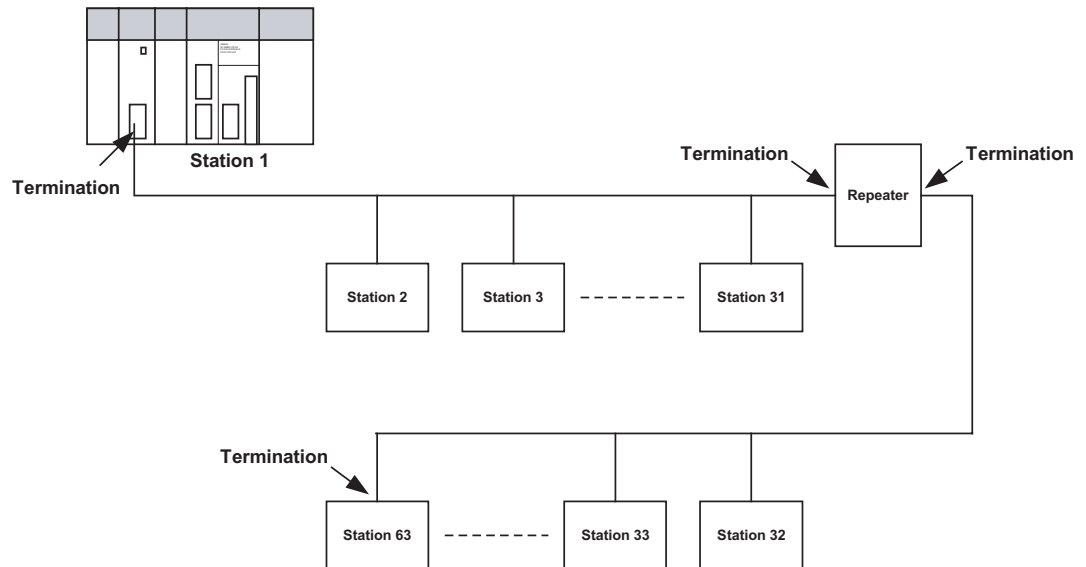 Station 1
Termination
Termination
Termination
Repeater
Station 2
Station 3
Station 31
Termination
Station 63
Station 33
Station 32